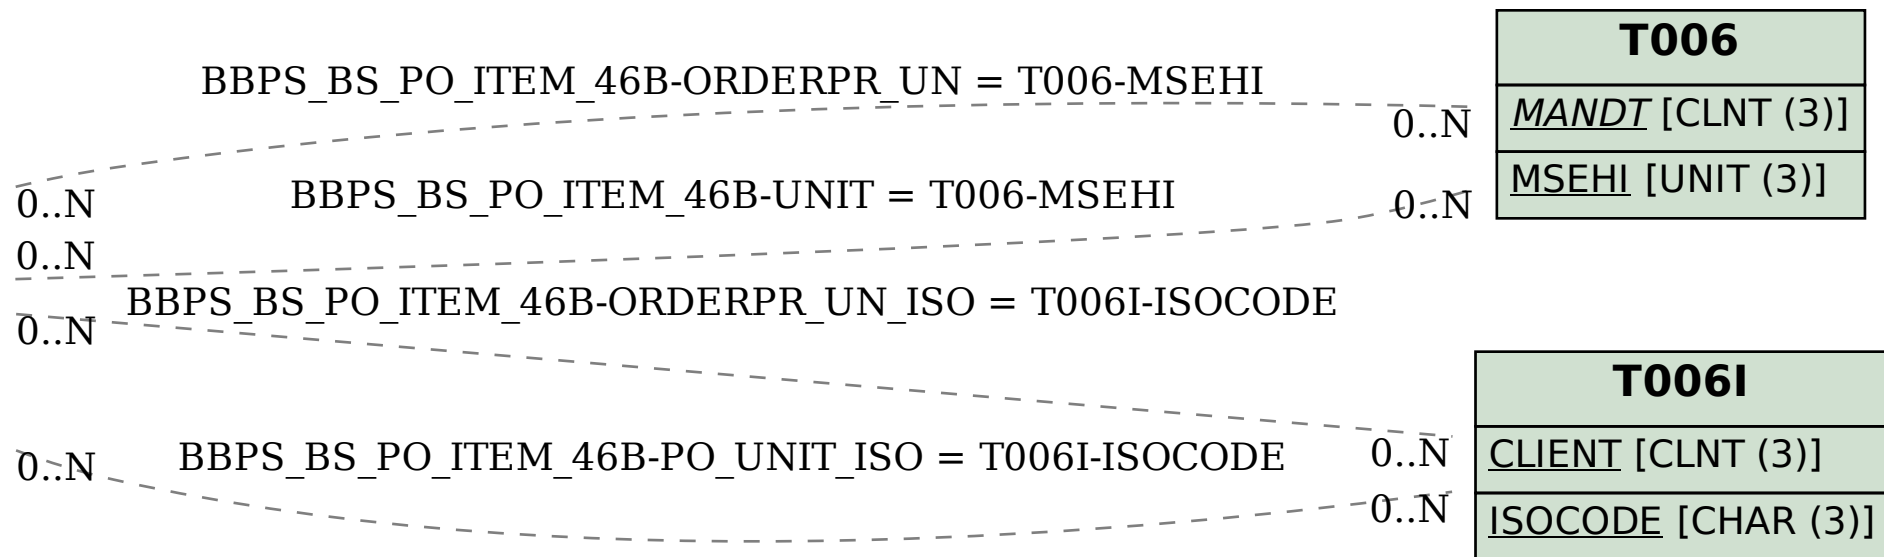 T006
BBPS_BS_PO_ITEM_46B-ORDERPR_UN = T006-MSEHI
MANDT [CLNT (3)]
0..N
MSEHI [UNIT (3)]
0..N
BBPS_BS_PO_ITEM_46B-UNIT = T006-MSEHI
0..N
0..N
BBPS_BS_PO_ITEM_46B-ORDERPR_UN_ISO = T006I-ISOCODE
0..N
T006I
0..N
BBPS_BS_PO_ITEM_46B-PO_UNIT_ISO = T006I-ISOCODE
0..N
CLIENT [CLNT (3)]
0..N
ISOCODE [CHAR (3)]